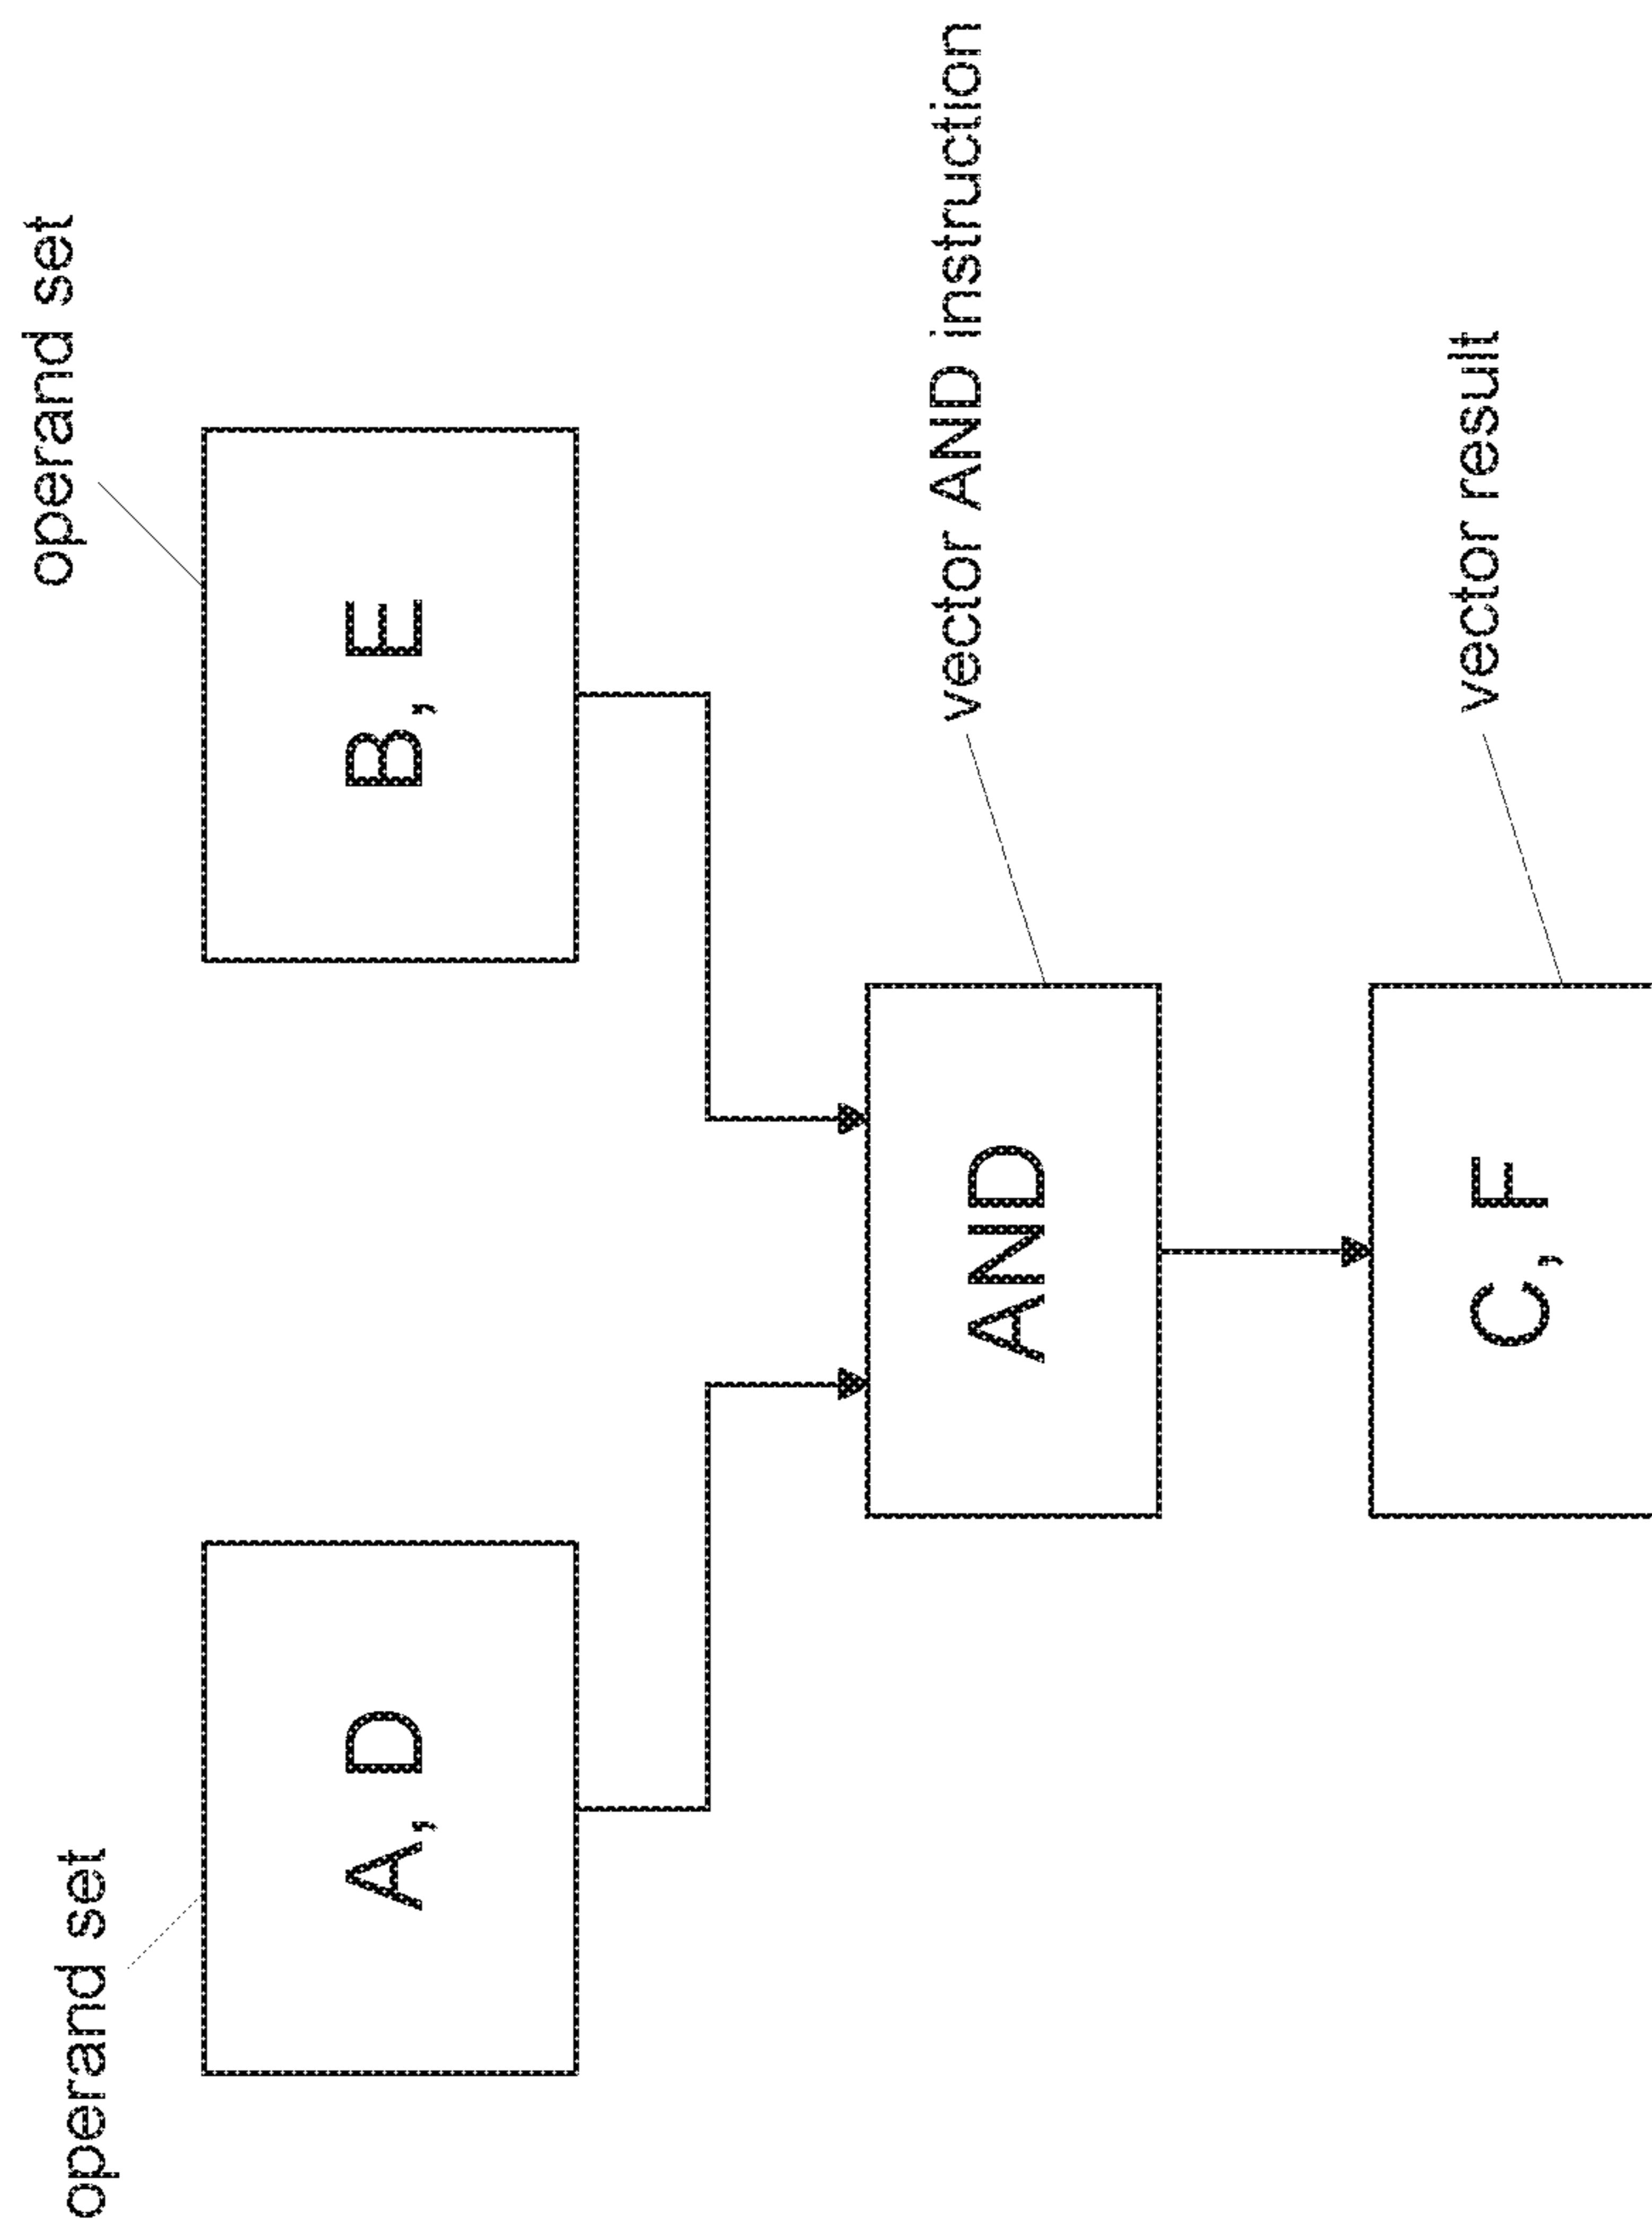 operand set
operand set
A, D
B, E
AND
vector AND instruction
C, F
vector result